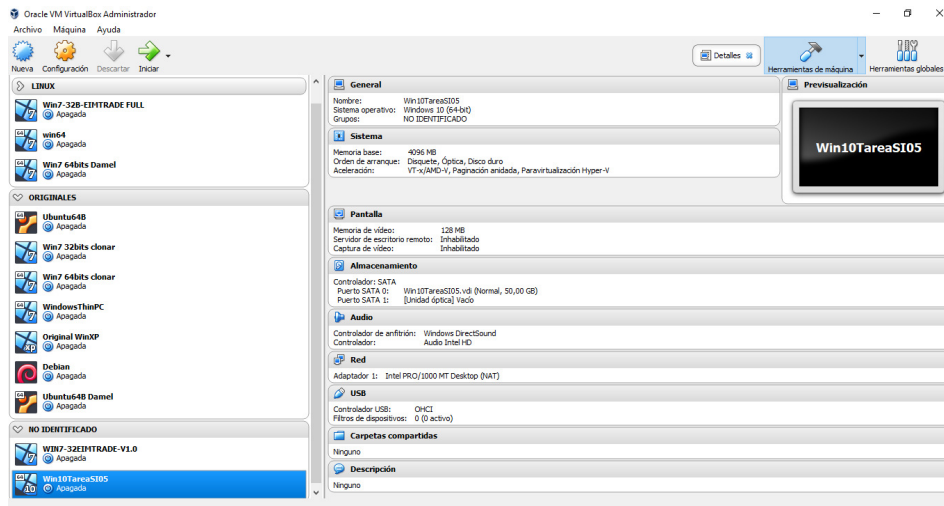 Oracle VM VirtualBox Administrador
Archivo Máquina Ayuda
Nueva Configuración Descartar Iniciar
Detalles
Herramientas de máquina Herramientas globales
LINUX
Win7-32B-EIMTRADE FULL
Apagada
64
win64
Apagada
64
Win7 64bits Damel
Apagada
ORIGINALES
64
Ubuntu64B
Apagada
Win7 32bits clonar
Apagada
64
Win7 64bits clonar
Apagada
64
WindowsThinPC
Apagada
Original WinXP
Apagada
Debian
Apagada
64
Ubuntu64B Damel
Apagada
NO IDENTIFICADO
WIN7-32EIMTRADE-V1.0
Apagada
64
Win10TareaSI05
Apagada
General
Nombre: Win10TareaSI05
Sistema operativo: Windows 10 (64-bit)
Grupos: NO IDENTIFICADO
Sistema
Memoria base: 4096 MB
Orden de arranque: Disquete, Óptica, Disco duro
Aceleración: VT-x/AMD-V, Paginación anidada, Paravirtualización Hyper-V
Previsualización
Win10TareaSI05
Pantalla
Memoria de vídeo: 128 MB
Servidor de escritorio remoto: Inhabilitado
Captura de vídeo: Inhabilitado
Almacenamiento
Controlador: SATA
Puerto SATA 0: Win10TareaSI05.vdi (Normal, 50,00 GB)
Puerto SATA 1: [Unidad óptica] Vacío
Audio
Controlador de anfitrión: Windows DirectSound
Controlador: Audio Intel HD
Red
Adaptador 1: Intel PRO/1000 MT Desktop (NAT)
USB
Controlador USB: OHCI
Filtros de dispositivos: 0 (0 activo)
Carpetas compartidas
Ninguno
Descripción
Ninguno